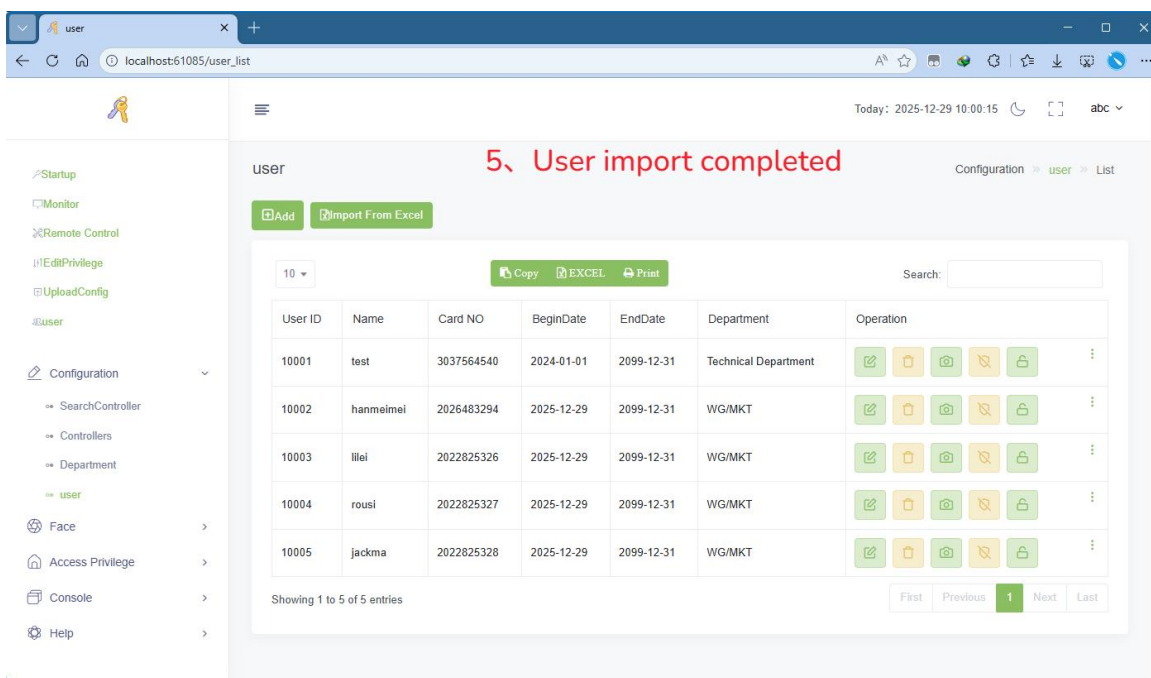 user
localhost:61085/user_list
Today: 2025-12-29 10:00:15 abc
user
5、User import completed
Configuration » user » List
Startup
Monitor
Remote Control
EditPrivilege
UploadConfig
user
Configuration
SearchController
Controllers
Department
user
Face
Access Privilege
Console
Help
Add Import From Excel
10 Copy EXCEL Print Search:
User ID Name Card NO BeginDate EndDate Department Operation
10001 test 3037564540 2024-01-01 2099-12-31 Technical Department
10002 hanmeimei 2026483294 2025-12-29 2099-12-31 WG/MKT
10003 lilei 2022825326 2025-12-29 2099-12-31 WG/MKT
10004 rousi 2022825327 2025-12-29 2099-12-31 WG/MKT
10005 jackma 2022825328 2025-12-29 2099-12-31 WG/MKT
Showing 1 to 5 of 5 entries First Previous 1 Next Last